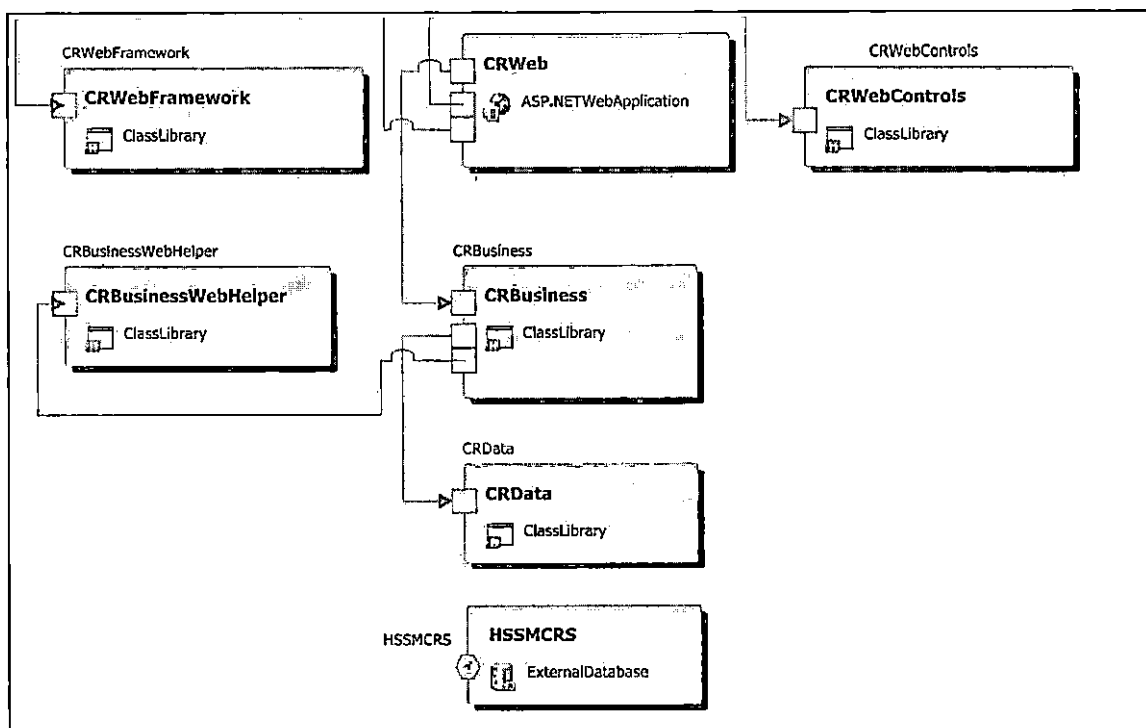 CRWebFramework
CRWebFramework
ClassLibrary
CRWeb
ASP.NETWebApplication
CRWebControls
CRWebControls
ClassLibrary
CRBusinessWebHelper
CRBusinessWebHelper
ClassLibrary
CRBusiness
CRBusiness
ClassLibrary
CRData
CRData
ClassLibrary
HSSMCRS
HSSMCRS
ExternalDatabase